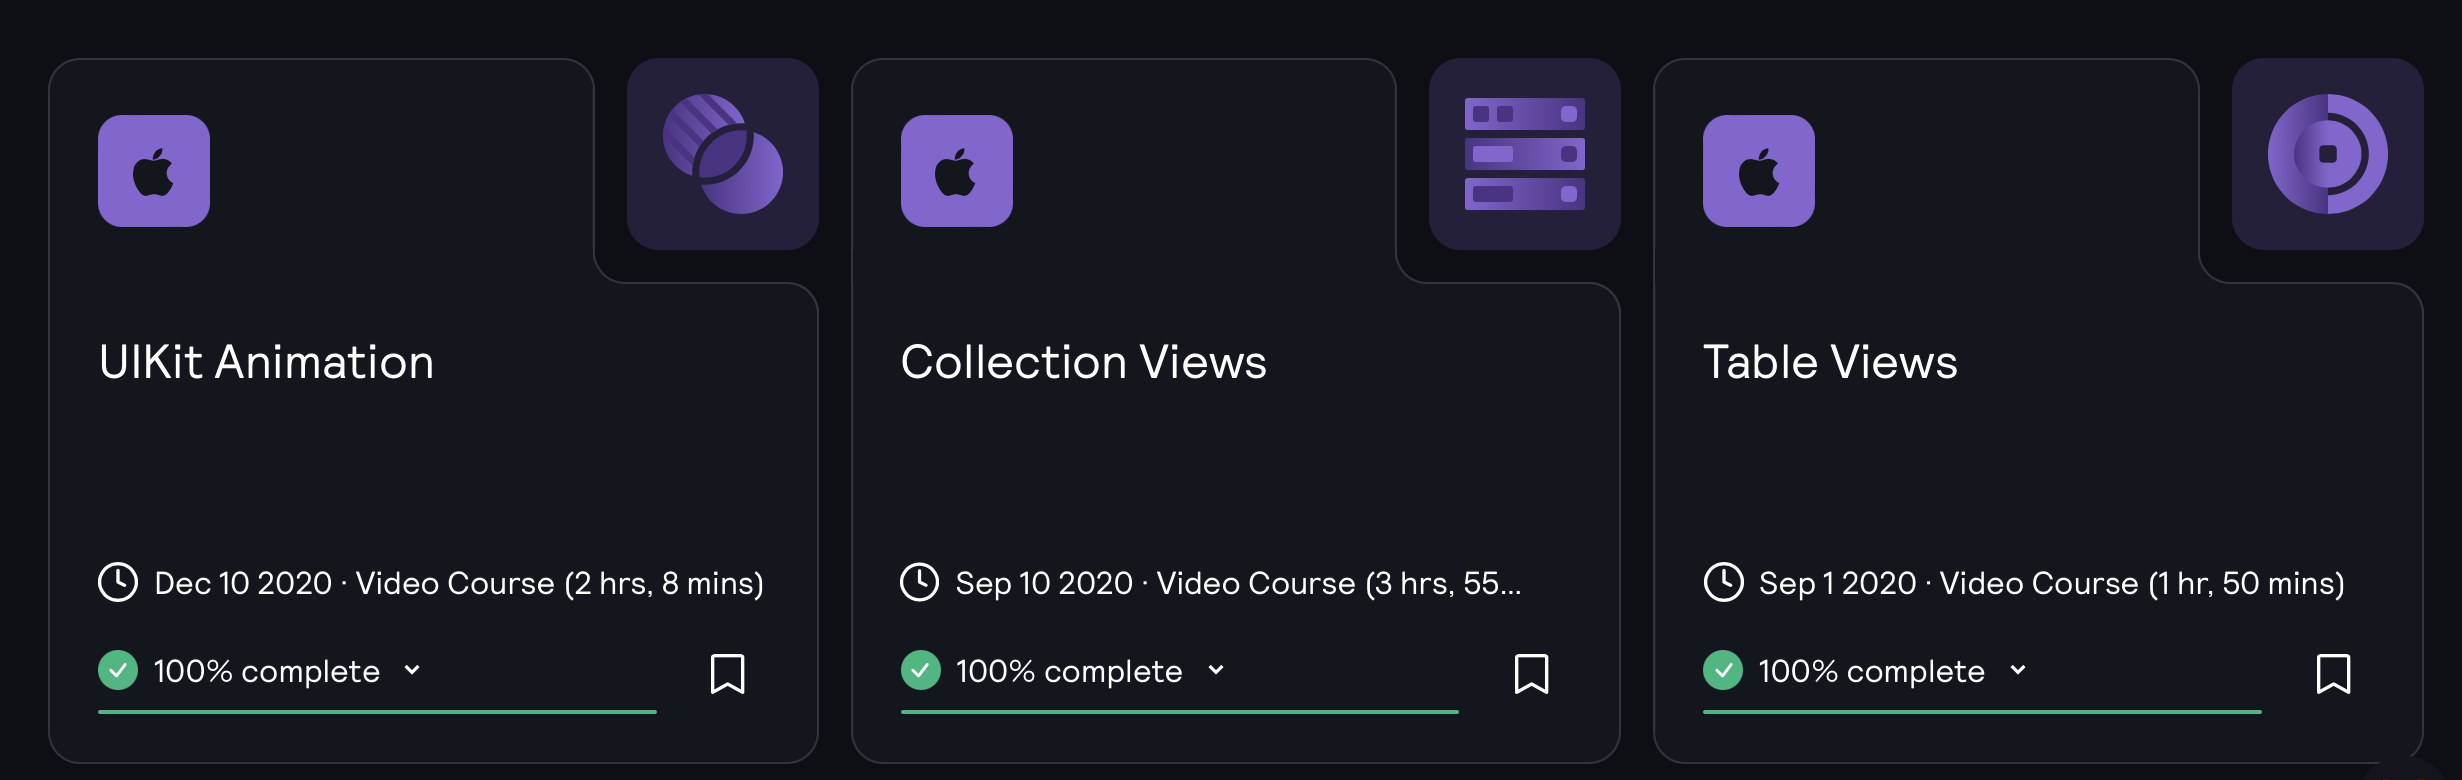 UIKit Animation
Dec 10 2020 · Video Course (2 hrs, 8 mins)
100% complete
Collection Views
Sep 10 2020 · Video Course (3 hrs, 55...
100% complete
Table Views
Sep 1 2020 · Video Course (1 hr, 50 mins)
100% complete